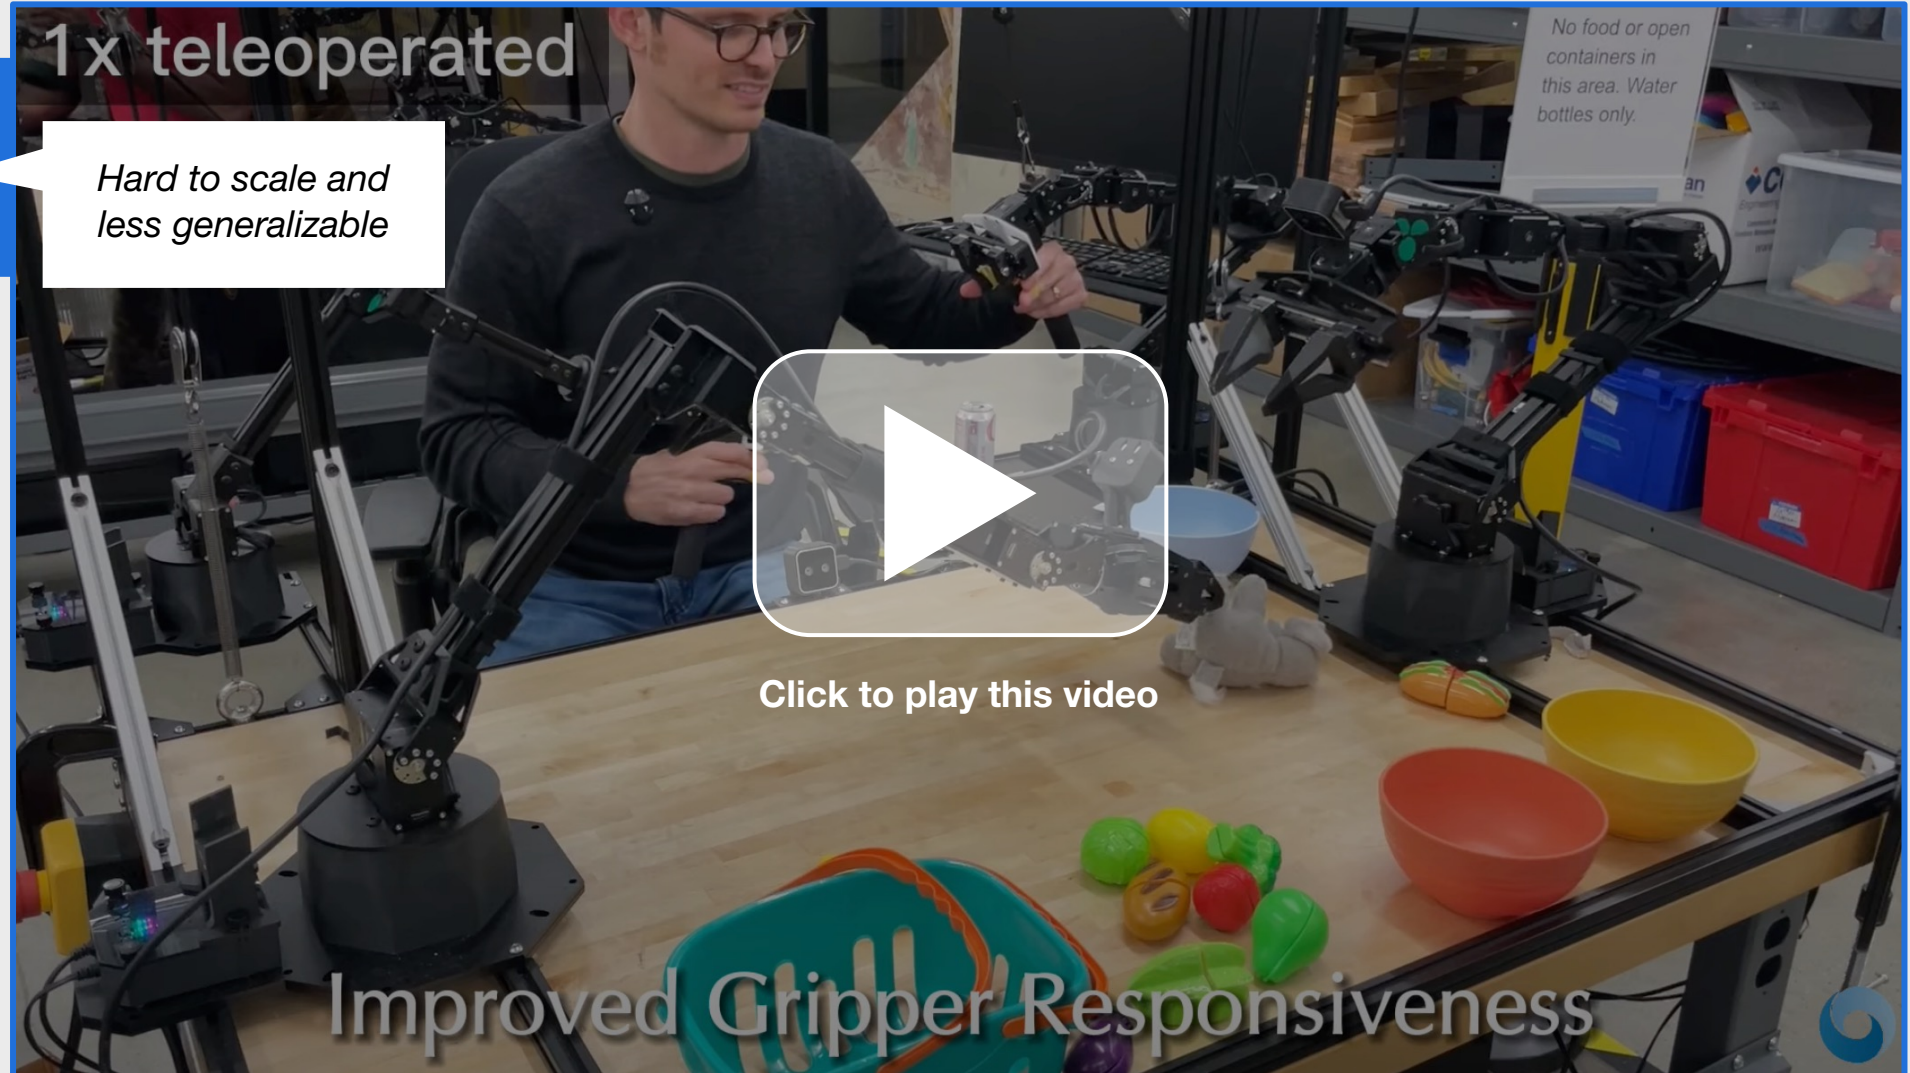 1x teleoperated
Hard to scale and
less generalizable
No food or open
containers in
this area. Water
bottles only.
Click to play this video
Improved Gripper Responsiveness